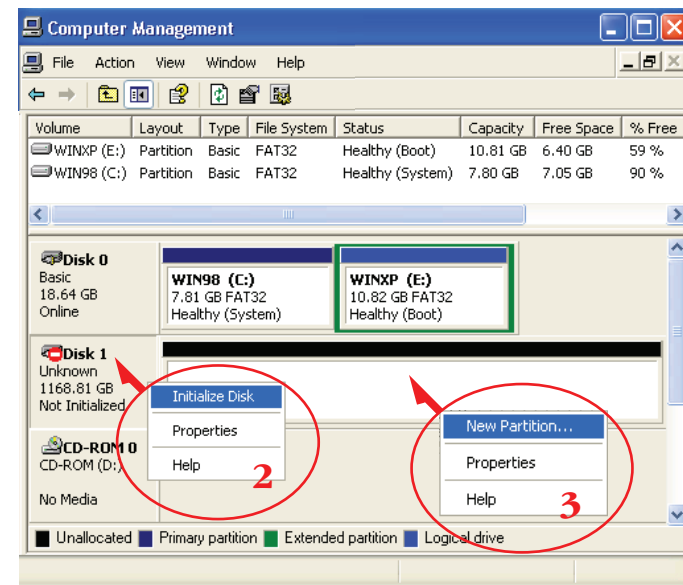 Computer Management
File Action View Window Help
Volume Layout Type File System Status Capacity Free Space % Free
WINXP (E:) Partition Basic FAT32 Healthy (Boot) 10.81 GB 6.40 GB 59 %
WIN98 (C:) Partition Basic FAT32 Healthy (System) 7.80 GB 7.05 GB 90 %
Disk 0
Basic
18.64 GB
Online
WIN98 (C:)
7.81 GB FAT32
Healthy (System)
WINXP (E:)
10.82 GB FAT32
Healthy (Boot)
Disk 1
Unknown
1168.81 GB
Not Initialized
Initialize Disk
Properties
Help
2
New Partition...
Properties
Help
3
CD-ROM 0
CD-ROM (D:)
No Media
Unallocated Primary partition Extended partition Logical drive